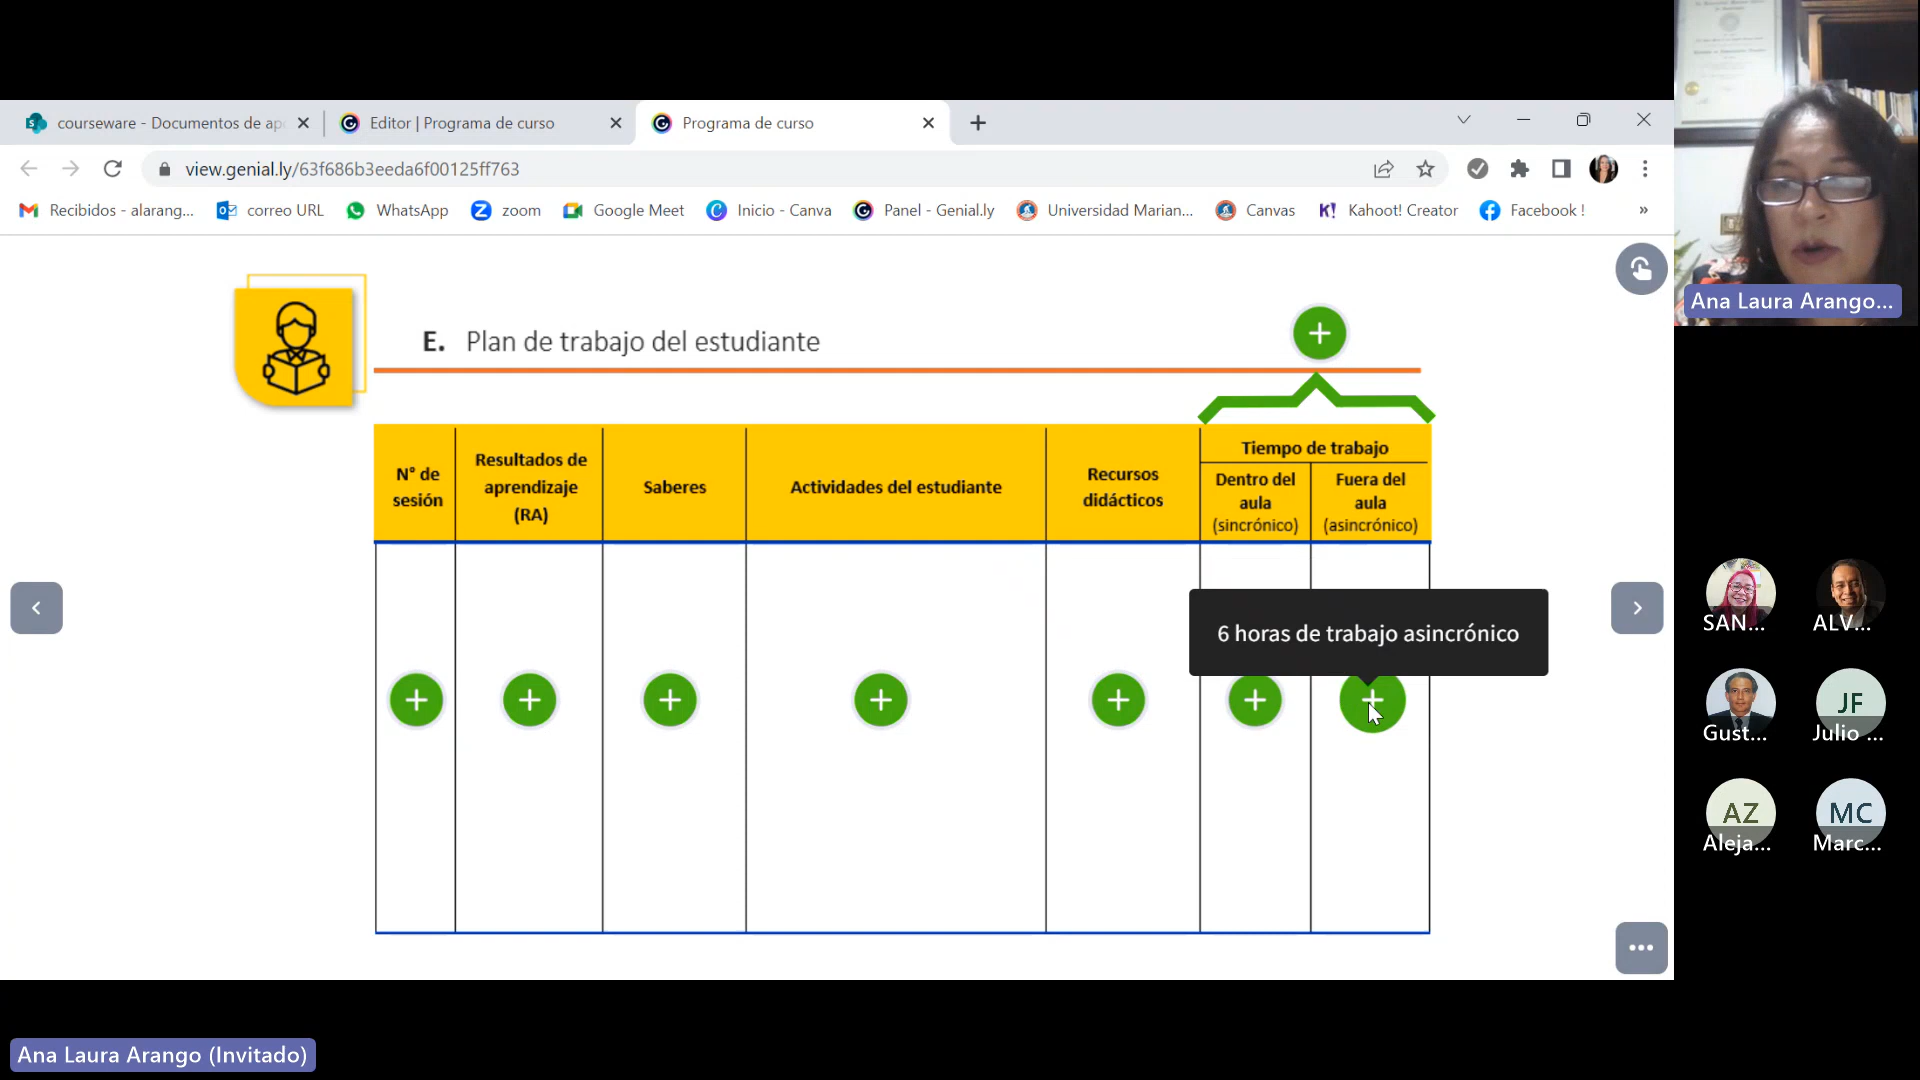 courseware - Documentos de ap
Editor | Programa de curso
Programa de curso
view.genial.ly/63f686b3eeda6f00125ff763
Recibidos - alarang...
correo URL
WhatsApp
zoom
Google Meet
Inicio - Canva
Panel - Genial.ly
Universidad Marian...
Canvas
K!
Kahoot! Creator
Facebook !
»
Ana Laura Arango...
E. Plan de trabajo del estudiante
N° de sesión
Resultados de aprendizaje (RA)
Saberes
Actividades del estudiante
Recursos didácticos
Tiempo de trabajo
Dentro del aula (sincrónico)
Fuera del aula (asincrónico)
6 horas de trabajo asincrónico
SAN...
ALV...
Gust...
JF
Julio ...
AZ
Aleja...
MC
Marc...
Ana Laura Arango (Invitado)